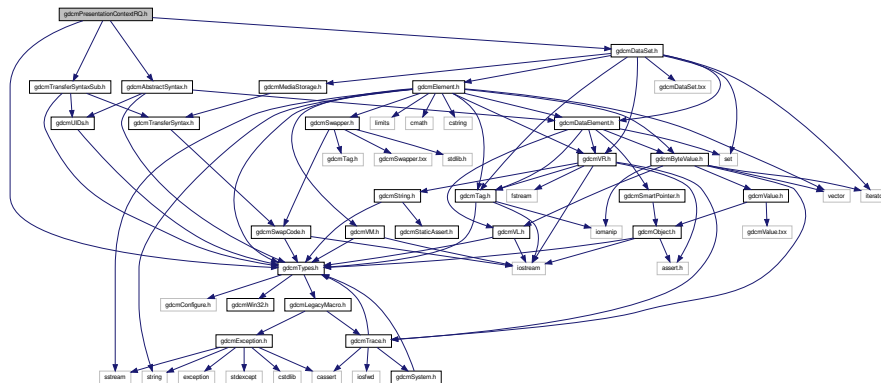 gdcmPresentationContextRQ.h
gdcmDataSet.h
gdcmTransferSyntaxSub.h
gdcmAbstractSyntax.h
gdcmMediaStorage.h
gdcmElement.h
gdcmDataSet.txx
gdcmUIDs.h
gdcmTransferSyntax.h
gdcmSwapper.h
limits
cmath
cstring
gdcmDataElement.h
gdcmTag.h
gdcmSwapper.txx
stdlib.h
gdcmVR.h
gdcmByteValue.h
set
gdcmString.h
gdcmTag.h
fstream
gdcmSmartPointer.h
gdcmValue.h
vector
iterator
gdcmSwapCode.h
gdcmVM.h
gdcmStaticAssert.h
gdcmVL.h
iomanip
gdcmObject.h
gdcmValue.txx
gdcmTypes.h
iostream
assert.h
gdcmConfigure.h
gdcmWin32.h
gdcmLegacyMacro.h
gdcmException.h
gdcmTrace.h
sstream
string
exception
stdexcept
cstdlib
cassert
iosfwd
gdcmSystem.h